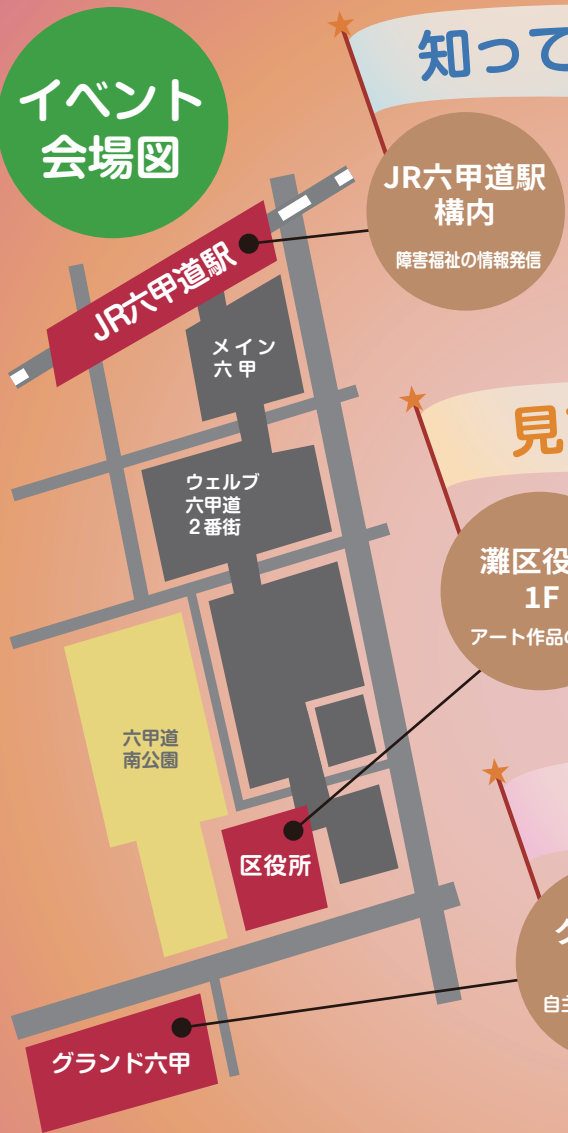 イベント
会場図
知って
JR六甲道駅
構内
障害福祉の情報発信
JR六甲道駅
メイン
六甲
ウェルブ
六甲道
2番街
見
灘区役
1F
アート作品
六甲道
南公園
区役所
自主
グランド六甲